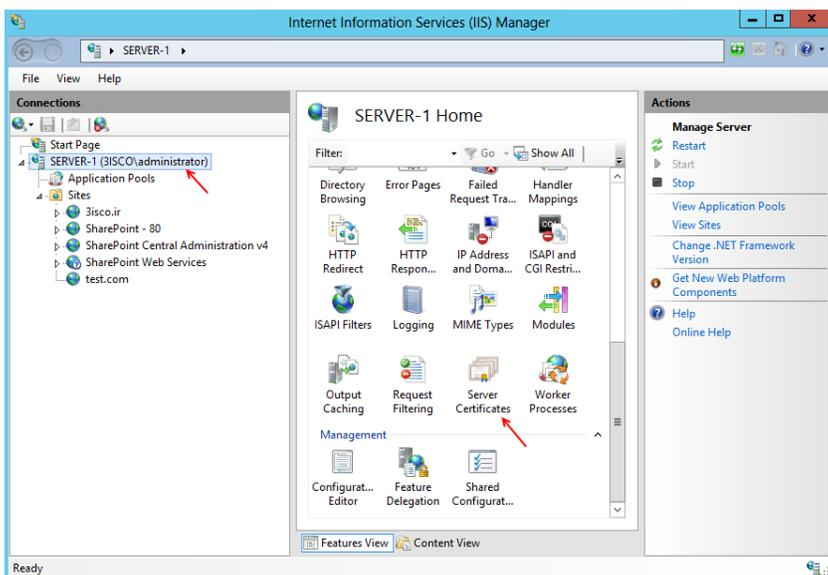 Internet Information Services (IIS) Manager
SERVER-1
File View Help
Connections
Start Page
SERVER-1 (3ISCO\administrator)
Application Pools
Sites
3isco.ir
SharePoint - 80
SharePoint Central Administration v4
SharePoint Web Services
test.com
SERVER-1 Home
Filter: Go Show All
Directory Browsing
Error Pages
Failed Request Tra...
Handler Mappings
HTTP Redirect
HTTP Respon...
IP Address and Doma...
ISAPI and CGI Restri...
ISAPI Filters
Logging
MIME Types
Modules
Output Caching
Request Filtering
Server Certificates
Worker Processes
Management
Configurat... Editor
Feature Delegation
Shared Configurat...
Features View Content View
Actions
Manage Server
Restart
Start
Stop
View Application Pools
View Sites
Change .NET Framework
Version
Get New Web Platform
Components
Help
Online Help
Ready